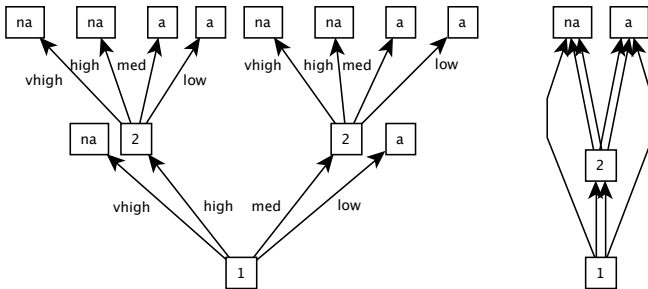 na na a a na na a a na a
vhigh high med low vhigh high med low
na 2 2 a 2
vhigh high med low
1 1